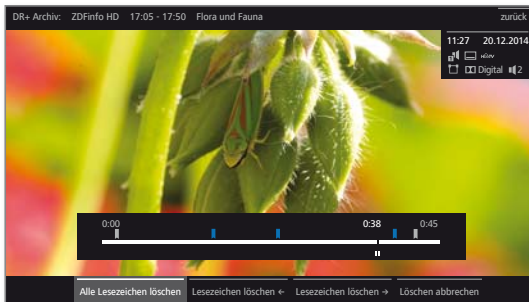 DR+ Archiv: ZDFinfo HD 17:05 - 17:50 Flora und Fauna zurück
11:27 20.12.2014
Digital 2
0:00 0:38 0:45
Alle Lesezeichen löschen Lesezeichen löschen ← Lesezeichen löschen → Löschen abbrechen